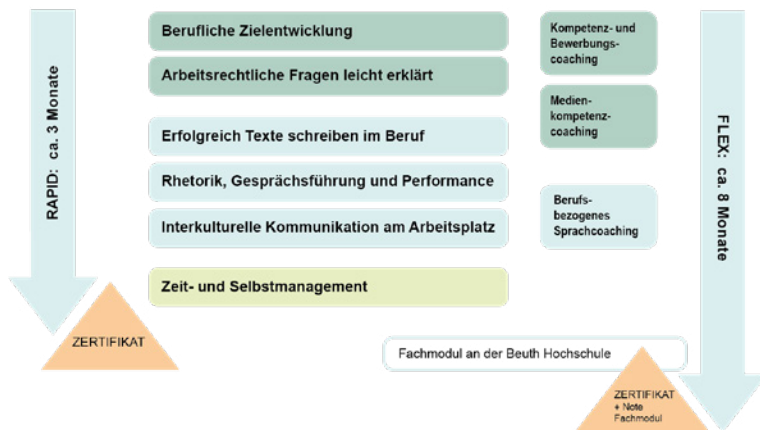 RAPID: ca. 3 Monate
Berufliche Zielentwicklung
Arbeitsrechtliche Fragen leicht erklärt
Erfolgreich Texte schreiben im Beruf
Rhetorik, Gesprächsführung und Performance
Interkulturelle Kommunikation am Arbeitsplatz
Zeit- und Selbstmanagement
Kompetenz- und
Bewerbungs-
coaching
Medien-
kompetenz-
coaching
Berufs-
bezogenes
Sprachcoaching
FLEX: ca. 8 Monate
ZERTIFIKAT
Fachmodul an der Beuth Hochschule
ZERTIFIKAT
+ Note
Fachmodul